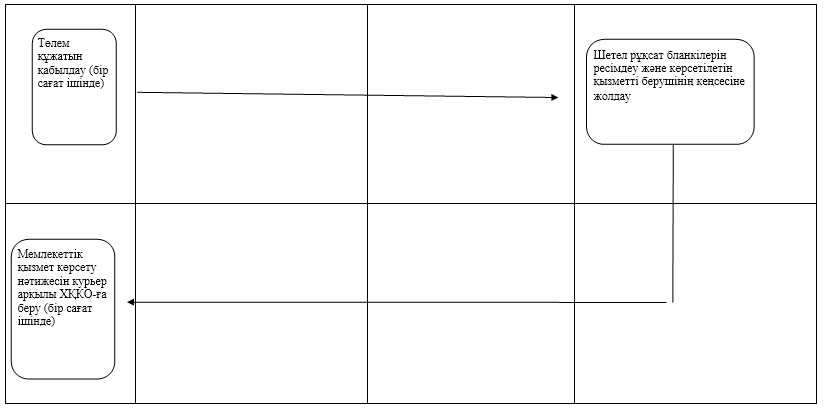 Төлем
құжатын
қабылдау (бір
сағат ішінде)
Шетел рұқсат бланкілерін
ресімдеу және көрсетілетін
қызметті берушінің кеңсесіне
жолдау
Мемлекеттік
қызмет көрсету
нәтижесін курьер
арқылы ХҚКО-ға
беру (бір сағат
ішінде)